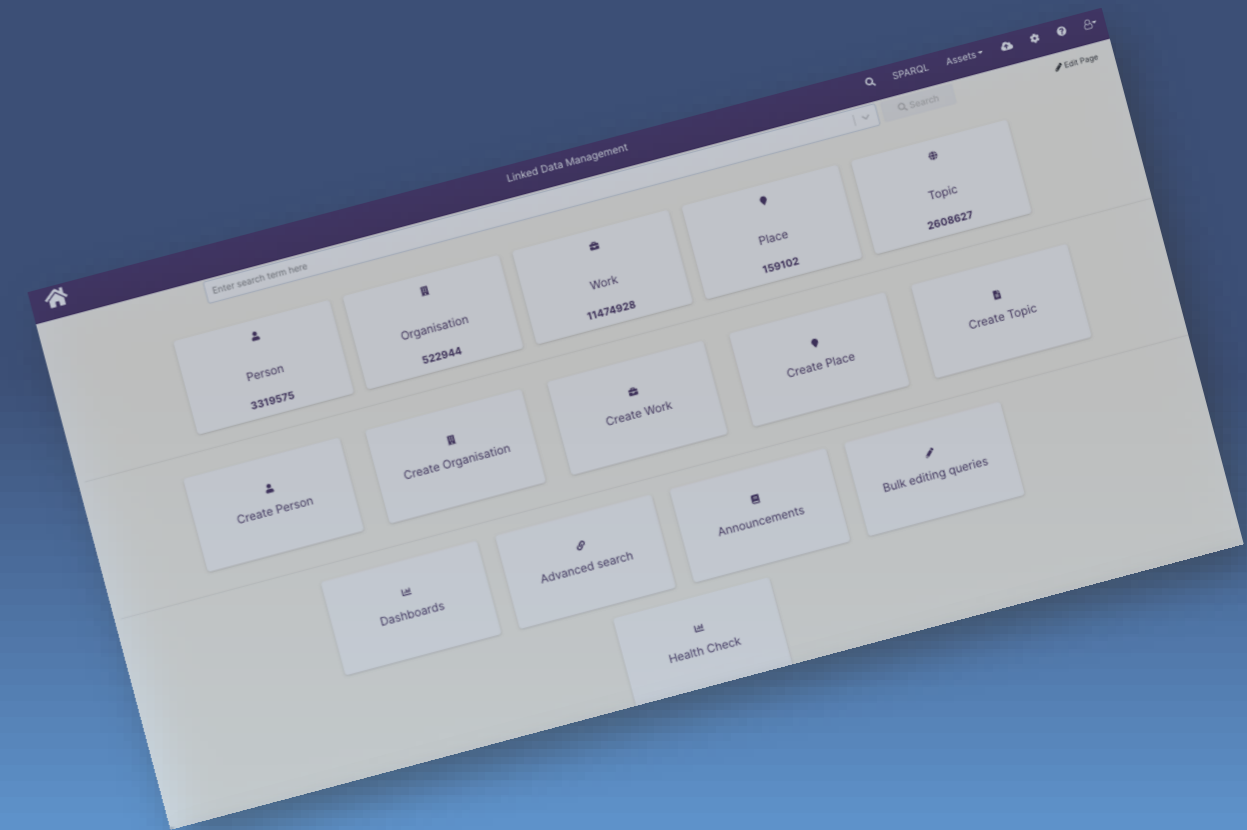 SPARQL
Assets
Edit Page
Linked Data Management
Enter search term here
Search
Person
3319575
Organisation
522944
Work
11474928
Place
159102
Topic
2608627
Create Person
Create Organisation
Create Work
Create Place
Create Topic
Dashboards
Advanced search
Announcements
Bulk editing queries
Health Check